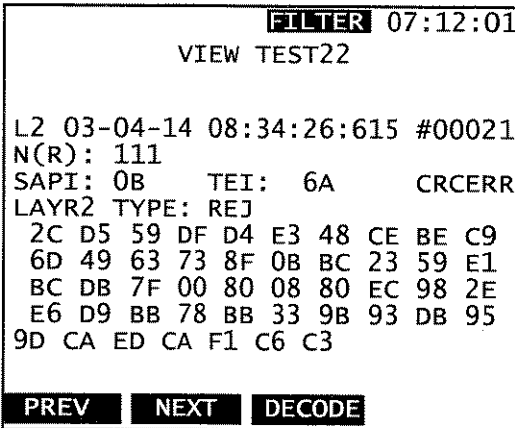 FILTER 07:12:01
VIEW TEST22
L2 03-04-14 08:34:26:615 #00021
N(R): 111
SAPI: 0B TEI: 6A CRCERR
LAYR2 TYPE: REJ
2C D5 59 DF D4 E3 48 CE BE C9
6D 49 63 73 8F 0B BC 23 59 E1
BC DB 7F 00 80 08 80 EC 98 2E
E6 D9 BB 78 BB 33 9B 93 DB 95
9D CA ED CA F1 C6 C3
PREV NEXT DECODE